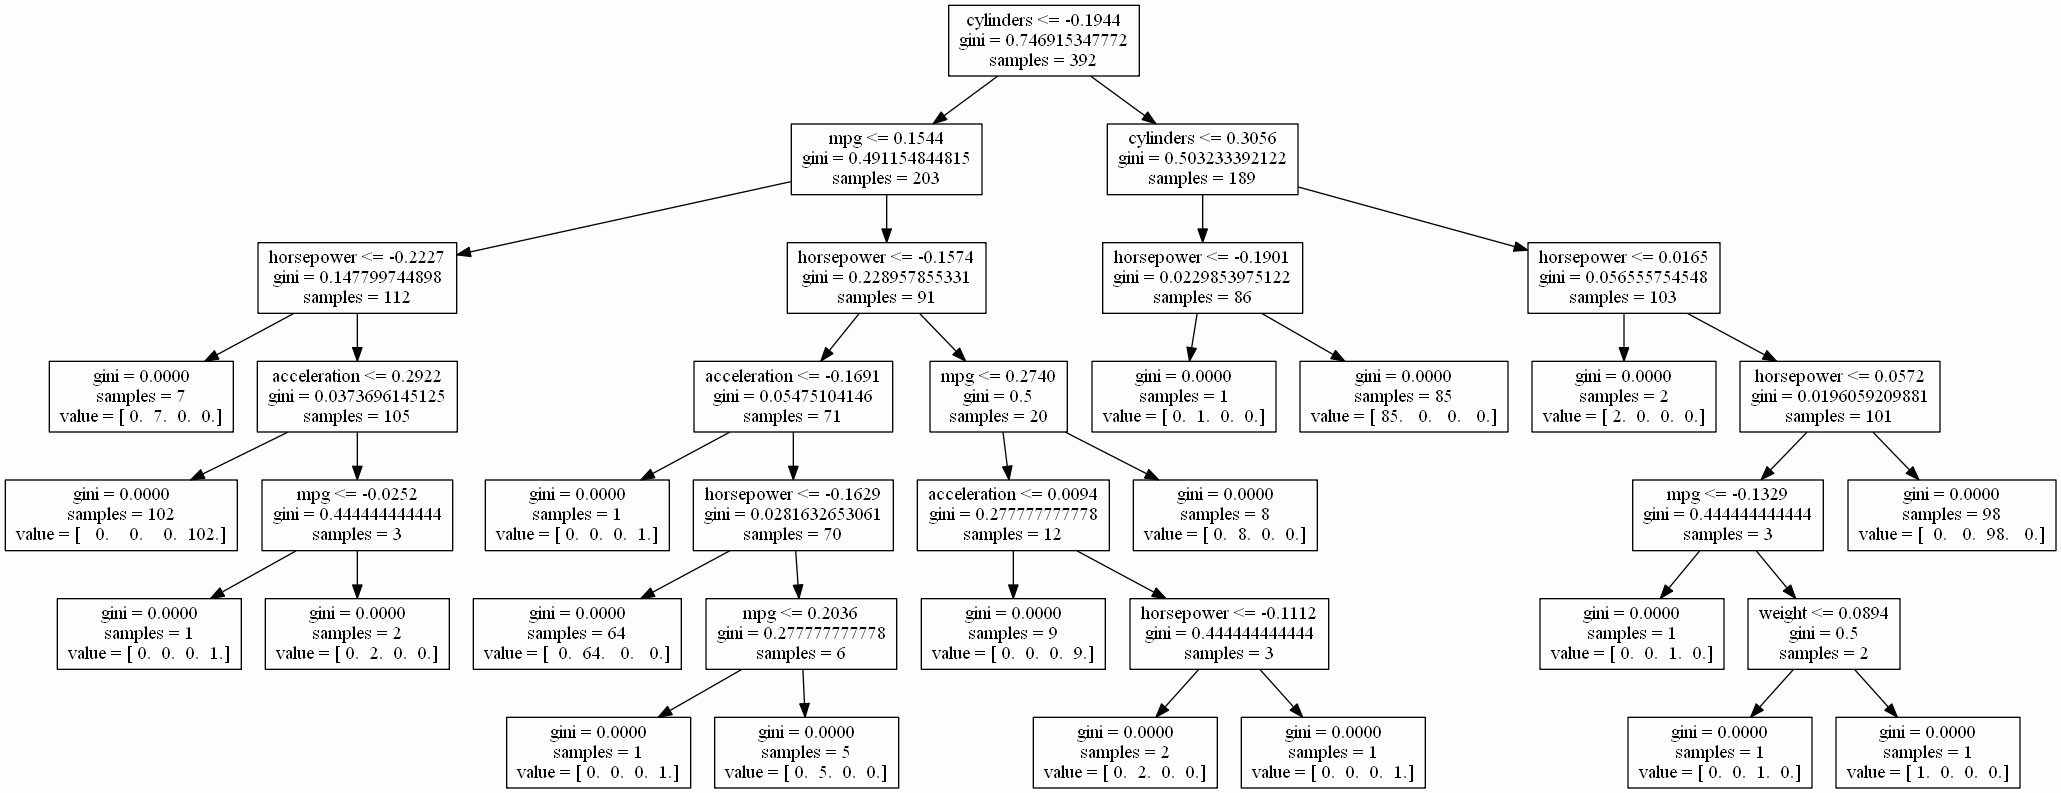 cylinders <= -0.1944
gini = 0.746915347772
samples = 392
mpg <= 0.1544
gini = 0.491154844815
samples = 203
cylinders <= 0.3056
gini = 0.503233392122
samples = 189
horsepower <= -0.2227
gini = 0.147799744898
samples = 112
horsepower <= -0.1574
gini = 0.228957855331
samples = 91
horsepower <= -0.1901
gini = 0.0229853975122
samples = 86
horsepower <= 0.0165
gini = 0.056555754548
samples = 103
gini = 0.0000
samples = 7
value = [ 0. 7. 0. 0.]
acceleration <= 0.2922
gini = 0.0373696145125
samples = 105
acceleration <= -0.1691
gini = 0.05475104146
samples = 71
mpg <= 0.2740
gini = 0.5
samples = 20
gini = 0.0000
samples = 1
value = [ 0. 1. 0. 0.]
gini = 0.0000
samples = 85
value = [ 85. 0. 0. 0.]
gini = 0.0000
samples = 2
value = [ 2. 0. 0. 0.]
horsepower <= 0.0572
gini = 0.0196059209881
samples = 101
gini = 0.0000
samples = 102
value = [ 0. 0. 0. 102.]
mpg <= -0.0252
gini = 0.444444444444
samples = 3
gini = 0.0000
samples = 1
value = [ 0. 0. 0. 1.]
horsepower <= -0.1629
gini = 0.0281632653061
samples = 70
acceleration <= 0.0094
gini = 0.277777777778
samples = 12
gini = 0.0000
samples = 8
value = [ 0. 8. 0. 0.]
mpg <= -0.1329
gini = 0.444444444444
samples = 3
gini = 0.0000
samples = 98
value = [ 0. 0. 98. 0.]
gini = 0.0000
samples = 1
value = [ 0. 0. 0. 1.]
gini = 0.0000
samples = 2
value = [ 0. 2. 0. 0.]
gini = 0.0000
samples = 64
value = [ 0. 64. 0. 0.]
mpg <= 0.2036
gini = 0.277777777778
samples = 6
gini = 0.0000
samples = 9
value = [ 0. 0. 0. 9.]
horsepower <= -0.1112
gini = 0.444444444444
samples = 3
gini = 0.0000
samples = 1
value = [ 0. 0. 1. 0.]
weight <= 0.0894
gini = 0.5
samples = 2
gini = 0.0000
samples = 1
value = [ 0. 0. 0. 1.]
gini = 0.0000
samples = 5
value = [ 0. 5. 0. 0.]
gini = 0.0000
samples = 2
value = [ 0. 2. 0. 0.]
gini = 0.0000
samples = 1
value = [ 0. 0. 0. 1.]
gini = 0.0000
samples = 1
value = [ 0. 0. 1. 0.]
gini = 0.0000
samples = 1
value = [ 1. 0. 0. 0.]